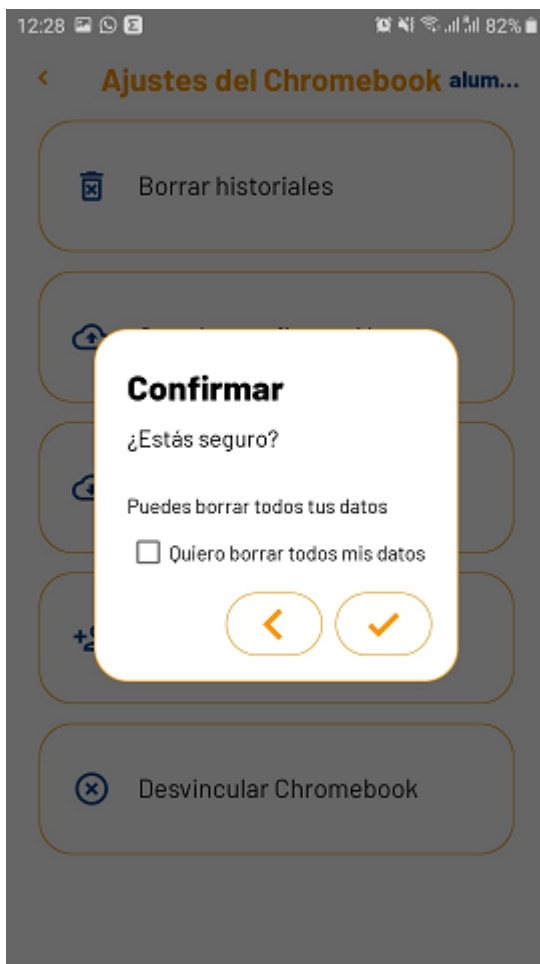 12:28 82%
Ajustes del Chromebook alum...
Borrar historiales
Confirmar
¿Estás seguro?
Puedes borrar todos tus datos
Quiero borrar todos mis datos
Desvincular Chromebook